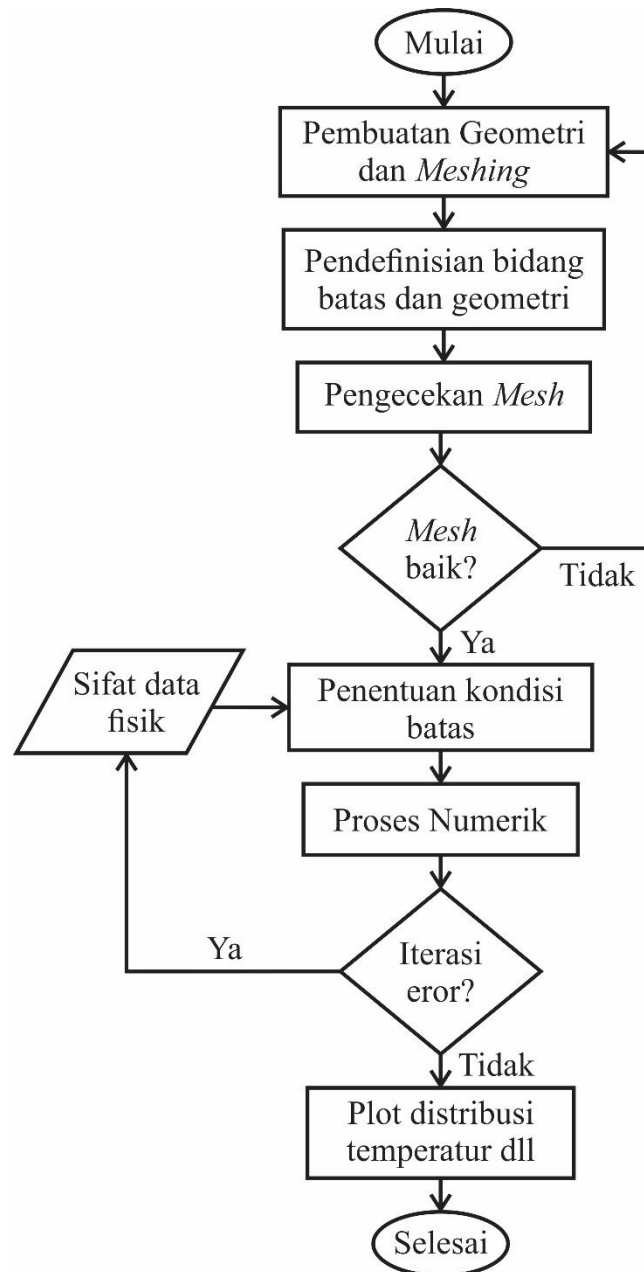 Mulai
Pembuatan Geometri
dan Meshing
Pendefinisian bidang
batas dan geometri
Pengecekan Mesh
Mesh
baik?
Tidak
Ya
Sifat data
fisik
Penentuan kondisi
batas
Proses Numerik
Ya
Iterasi
eror?
Tidak
Plot distribusi
temperatur dll
Selesai